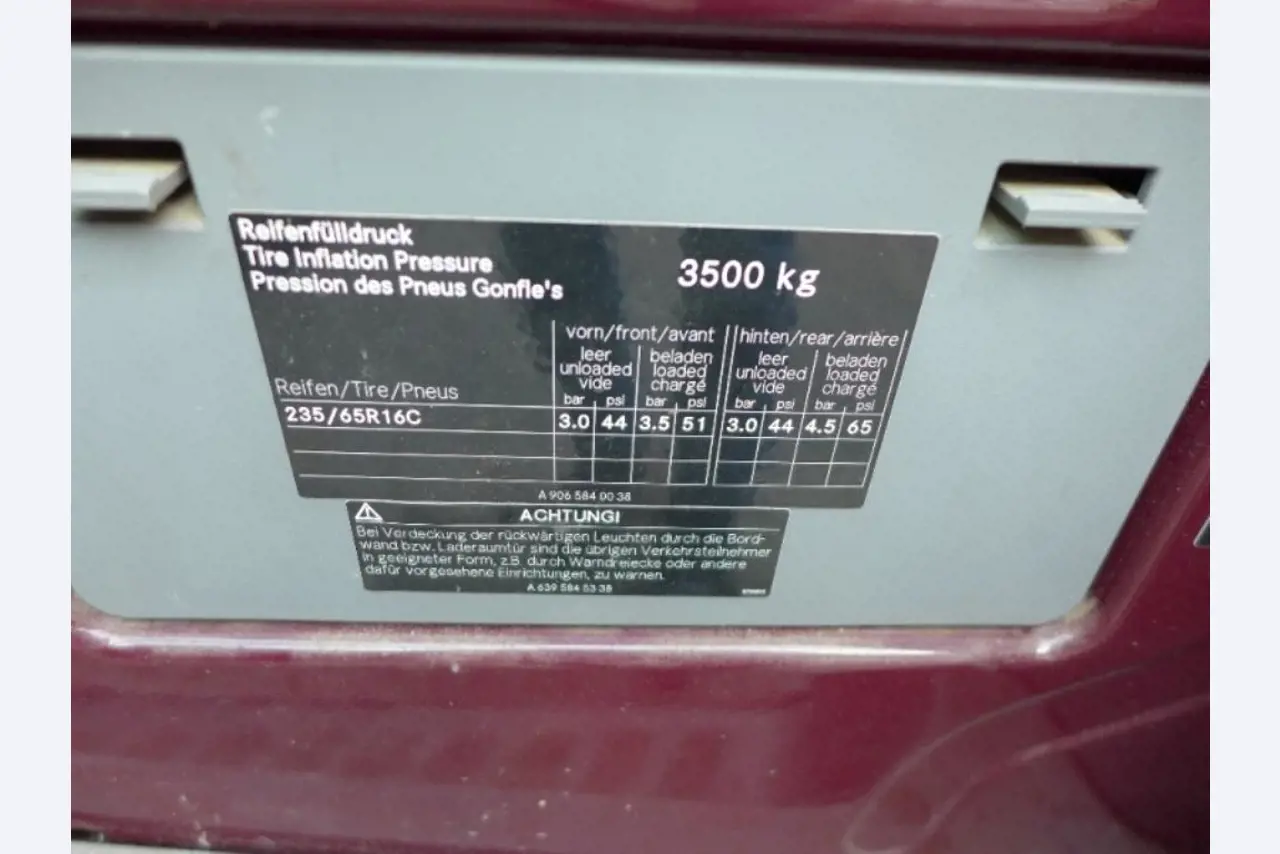 Reifenfülldruck
Tire Inflation Pressure
Pression des Pneus Gonfle's
3500 kg
vorn/front/avant hinten/rear/arrière
leer beladen leer beladen
unloaded loaded unloaded loaded
vide chargé vide chargé
Reifen/Tire/Pneus bar psi bar psi bar psi bar psi
235/65R16C 3.0 44 3.5 51 3.0 44 4.5 65
A 906 584 00 38
ACHTUNG!
Bei Verdeckung der rückwärtigen Leuchten durch die Bord-
wand bzw. Laderaumtür sind die übrigen Verkehrsteilnehmer
in geeigneter Form, z.B. durch Warndreiecke oder andere
dafür vorgesehene Einrichtungen, zu warnen.
A 639 584 53 38